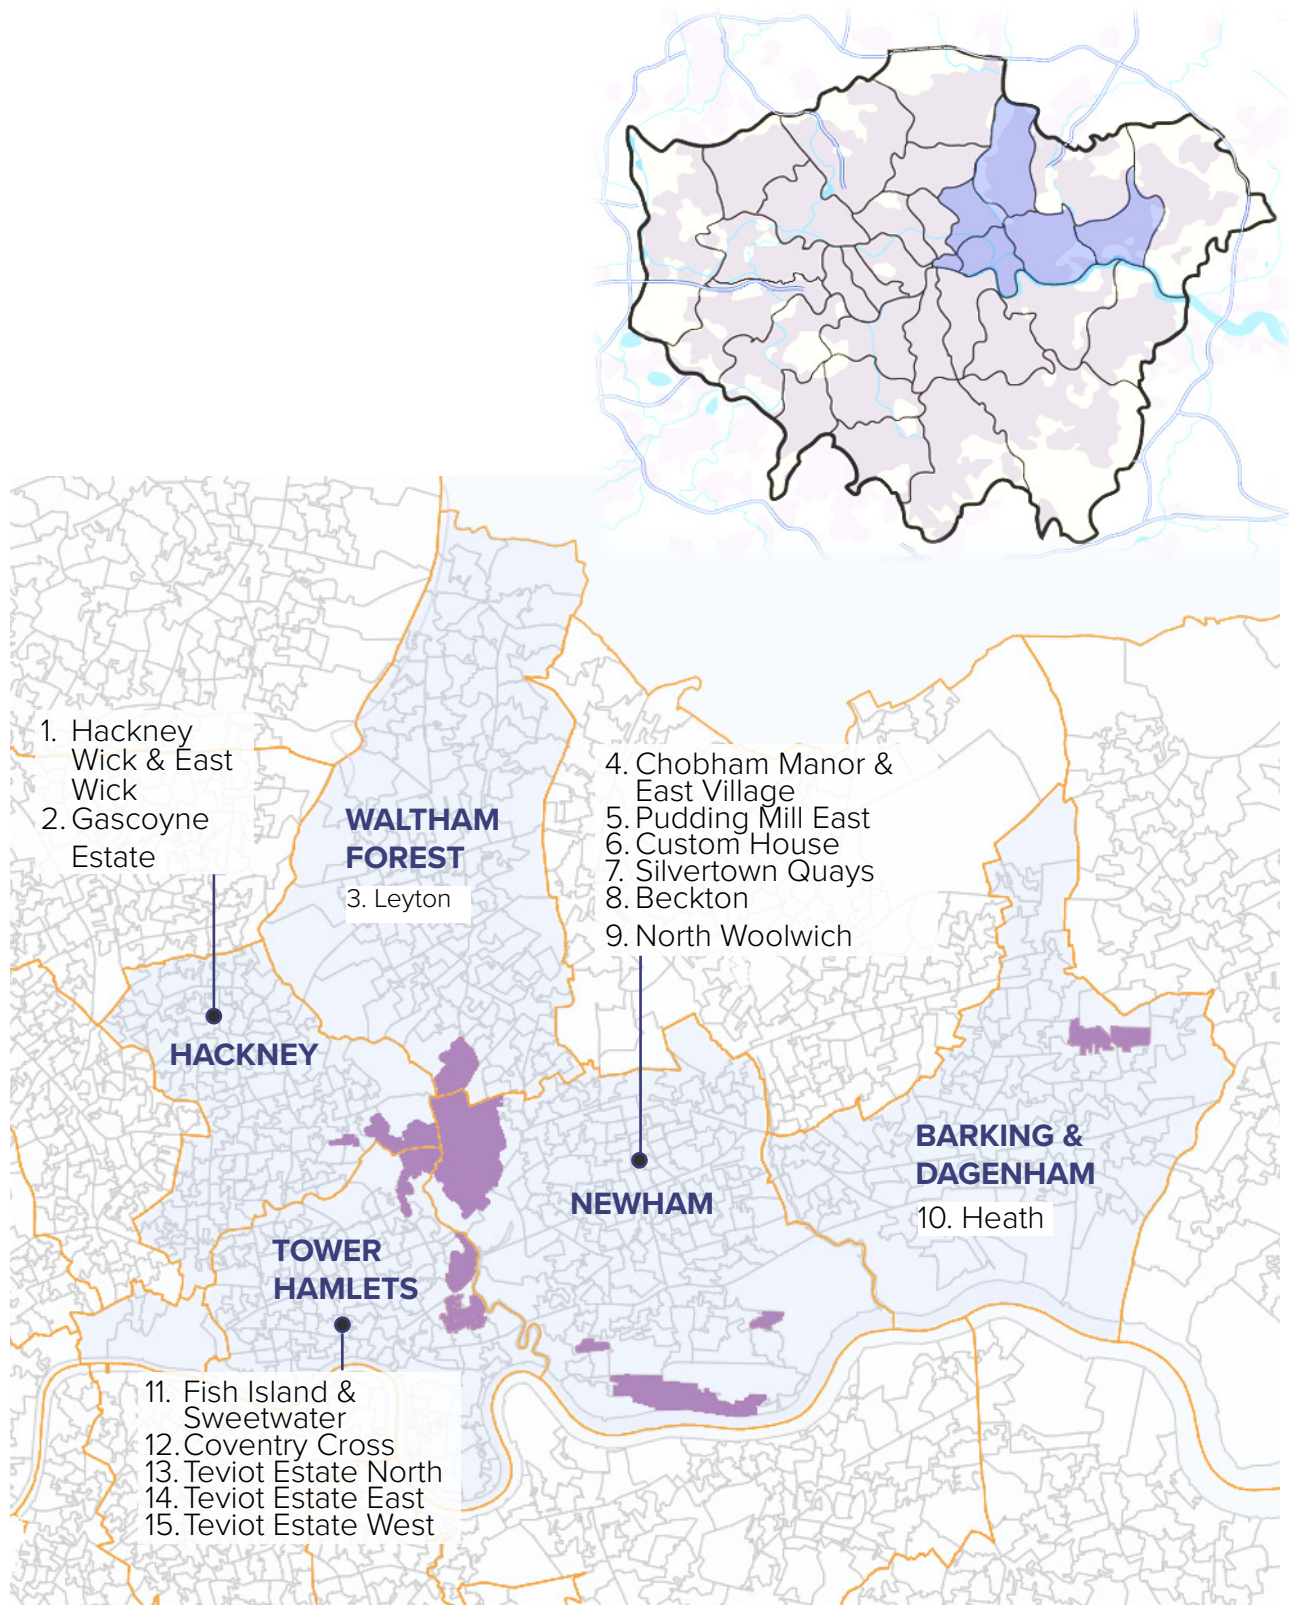 1. Hackney
Wick & East
Wick
2. Gascoyne
Estate
WALTHAM
FOREST
3. Leyton
4. Chobham Manor &
East Village
5. Pudding Mill East
6. Custom House
7. Silvertown Quays
8. Beckton
9. North Woolwich
HACKNEY
BARKING &
DAGENHAM
10. Heath
NEWHAM
TOWER
HAMLETS
11. Fish Island &
Sweetwater
12. Coventry Cross
13. Teviot Estate North
14. Teviot Estate East
15. Teviot Estate West